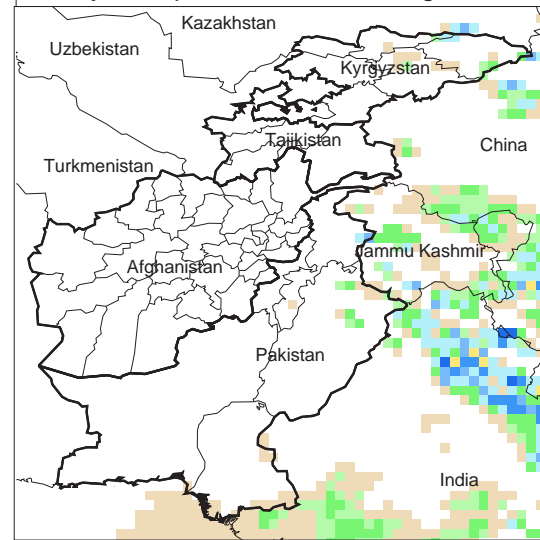 Kazakhstan
Uzbekistan
Kyrgyzstan
Tajikistan
China
Turkmenistan
Jammu Kashmir
Afghanistan
Pakistan
India